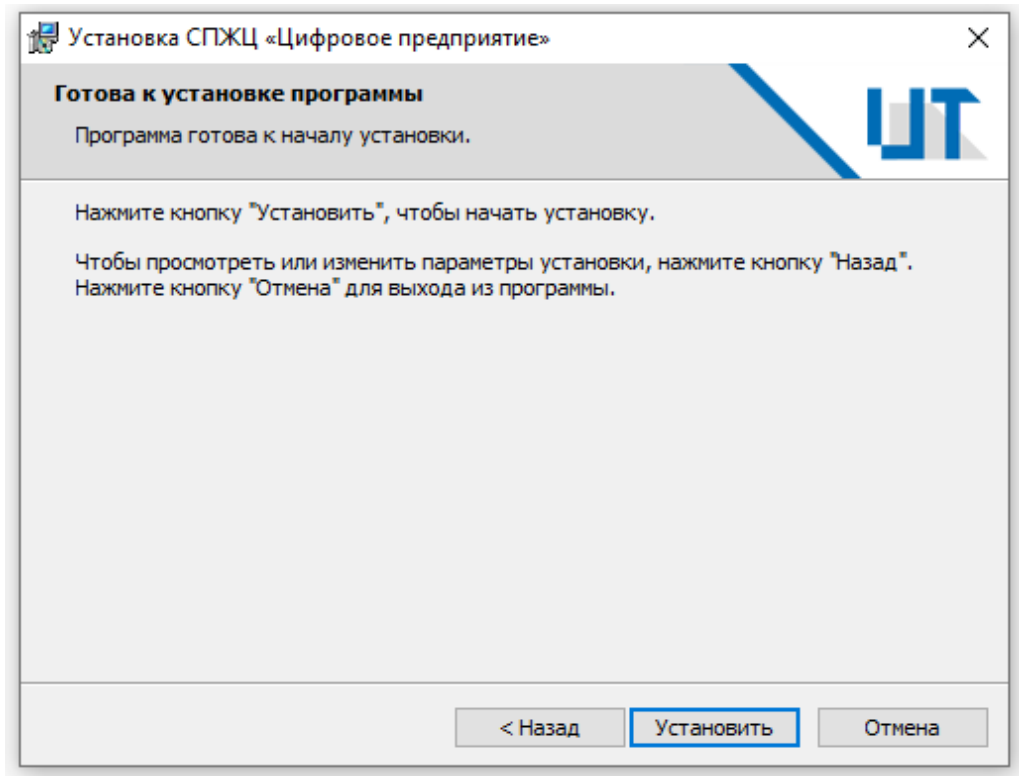 Установка СПЖЦ «Цифровое предприятие»
Готова к установке программы
Программа готова к началу установки.
Нажмите кнопку "Установить", чтобы начать установку.
Чтобы просмотреть или изменить параметры установки, нажмите кнопку "Назад".
Нажмите кнопку "Отмена" для выхода из программы.
< Назад
Установить
Отмена